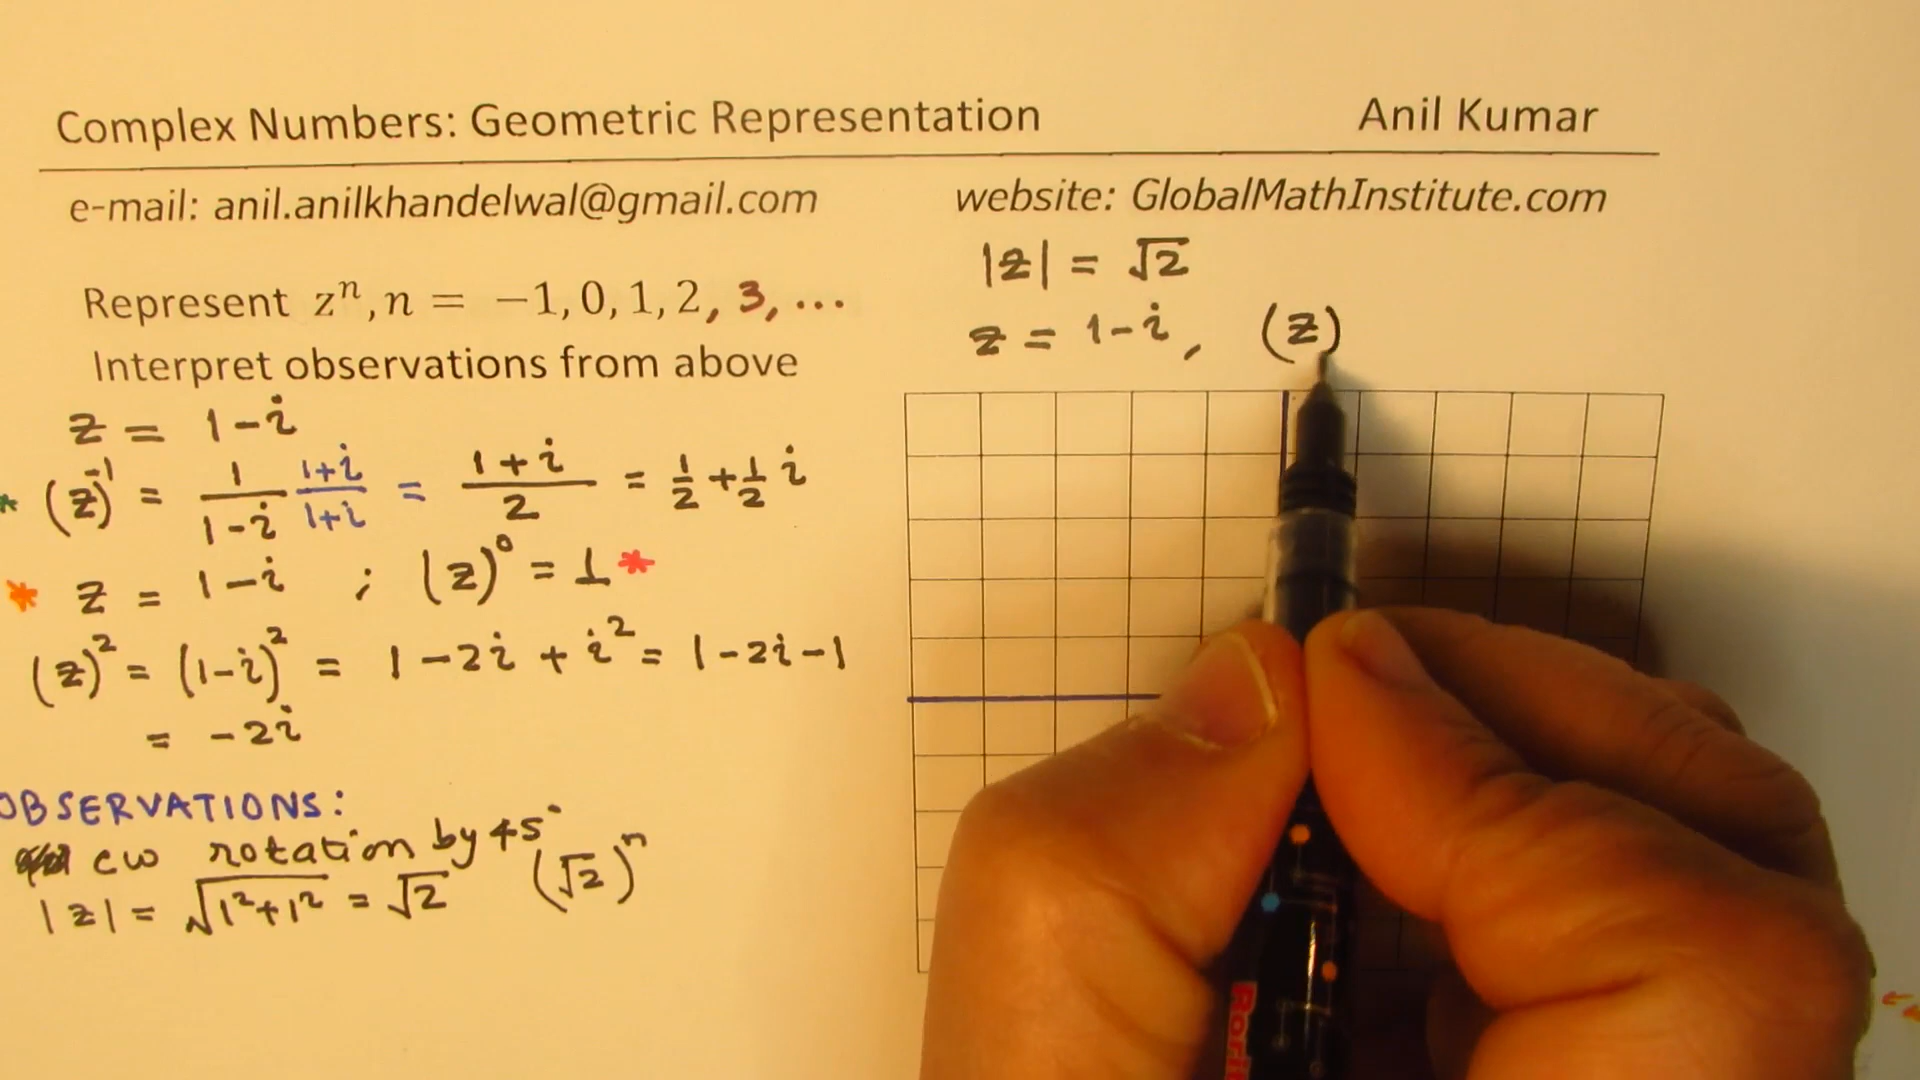 Complex Numbers: Geometric Representation Anil Kumar
e-mail: anil.anilkhandelwal@gmail.com website: GlobalMathInstitute.com
|z| = √2
z = 1-i, (z)
Represent zⁿ, n = −1, 0, 1, 2, 3, ...
Interpret observations from above
z = 1-i
* (z)⁻¹ = 1/(1-i) (1+i)/(1+i) = (1+i)/2 = 1/2 + 1/2 i
* z = 1-i ; (z)⁰ = 1 *
(z)² = (1-i)² = 1-2i+i² = 1-2i-1
= -2i
OBSERVATIONS:
cw rotation by 45°
|z| = √(1²+1²) = √2 (√2)ⁿ